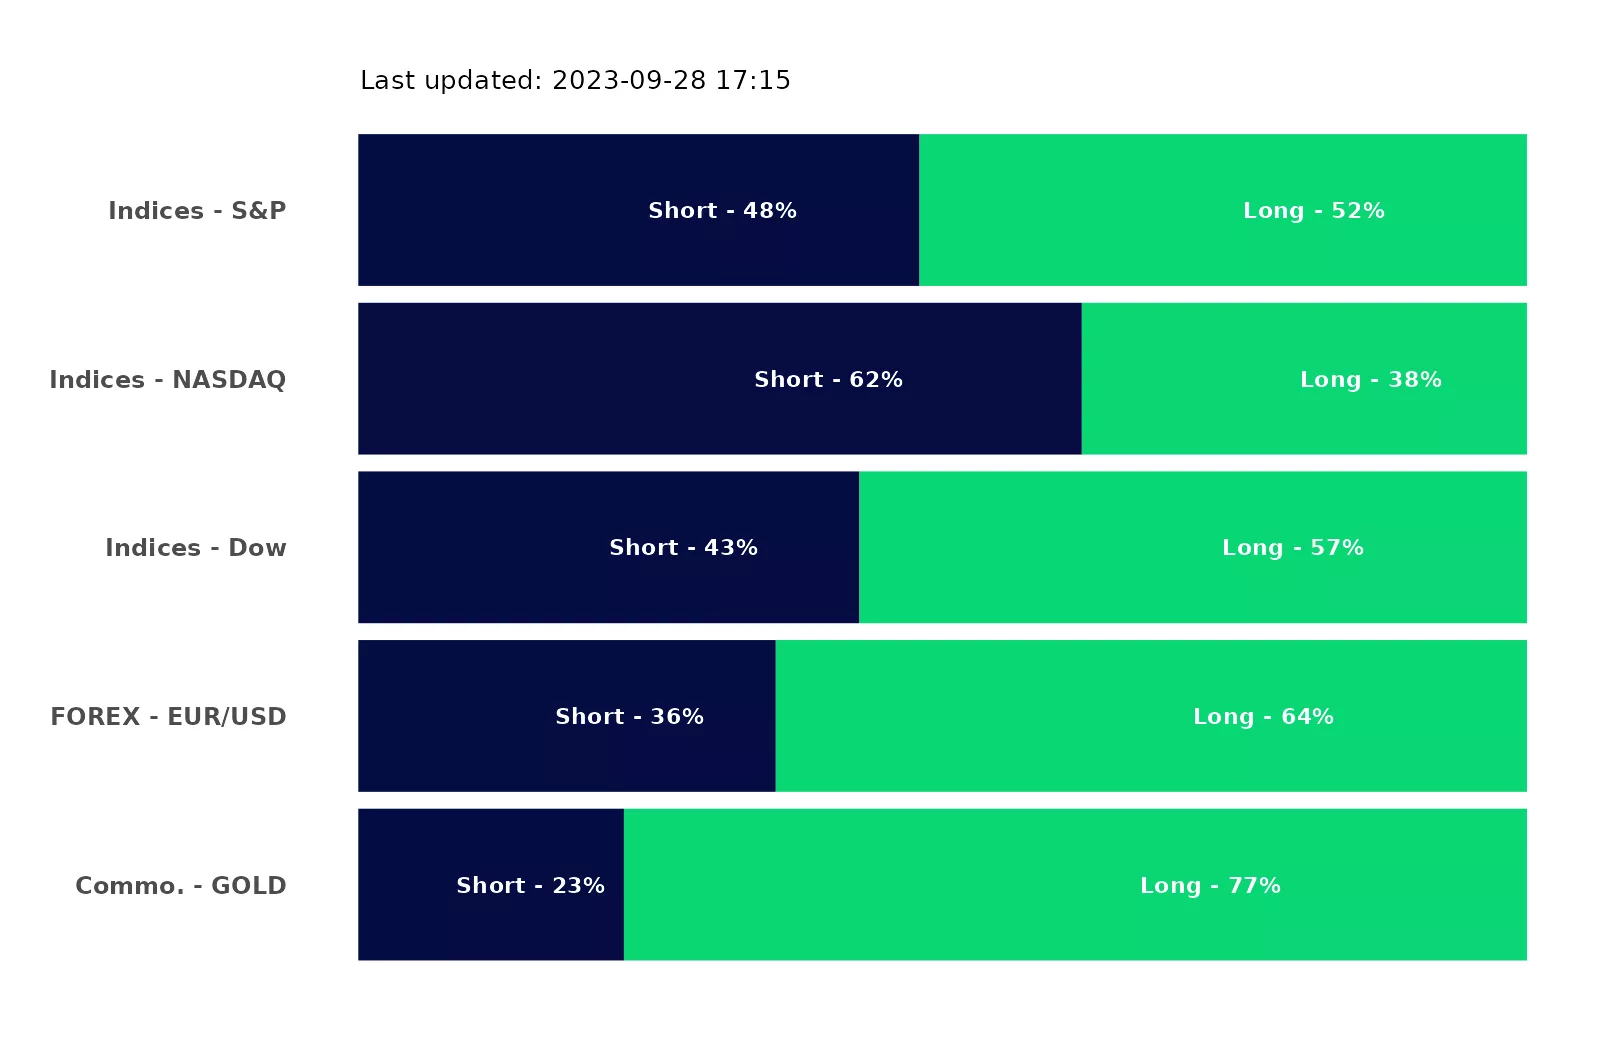 Last updated: 2023-09-28 17:15
Indices - S&P
Short - 48%
Long - 52%
Indices - NASDAQ
Short - 62%
Long - 38%
Indices - Dow
Short - 43%
Long - 57%
FOREX - EUR/USD
Short - 36%
Long - 64%
Commo. - GOLD
Short - 23%
Long - 77%